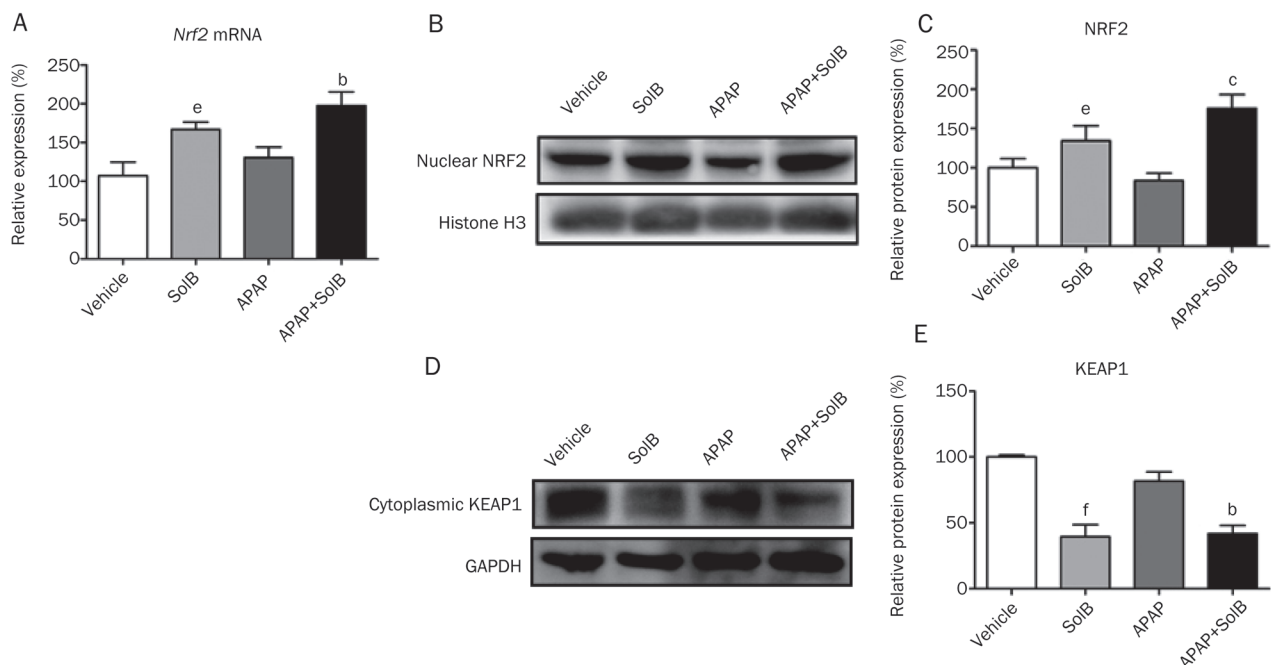 A
Nrf2 mRNA
Relative expression (%)
250
200
150
100
50
0
e
b
Vehicle
SolB
APAP
APAP+SolB
B
Vehicle
SolB
APAP
APAP+SolB
Nuclear NRF2
Histone H3
C
NRF2
Relative protein expression (%)
250
200
150
100
50
0
e
c
Vehicle
SolB
APAP
APAP+SolB
D
Vehicle
SolB
APAP
APAP+SolB
Cytoplasmic KEAP1
GAPDH
E
KEAP1
Relative protein expression (%)
150
100
50
0
f
b
Vehicle
SolB
APAP
APAP+SolB